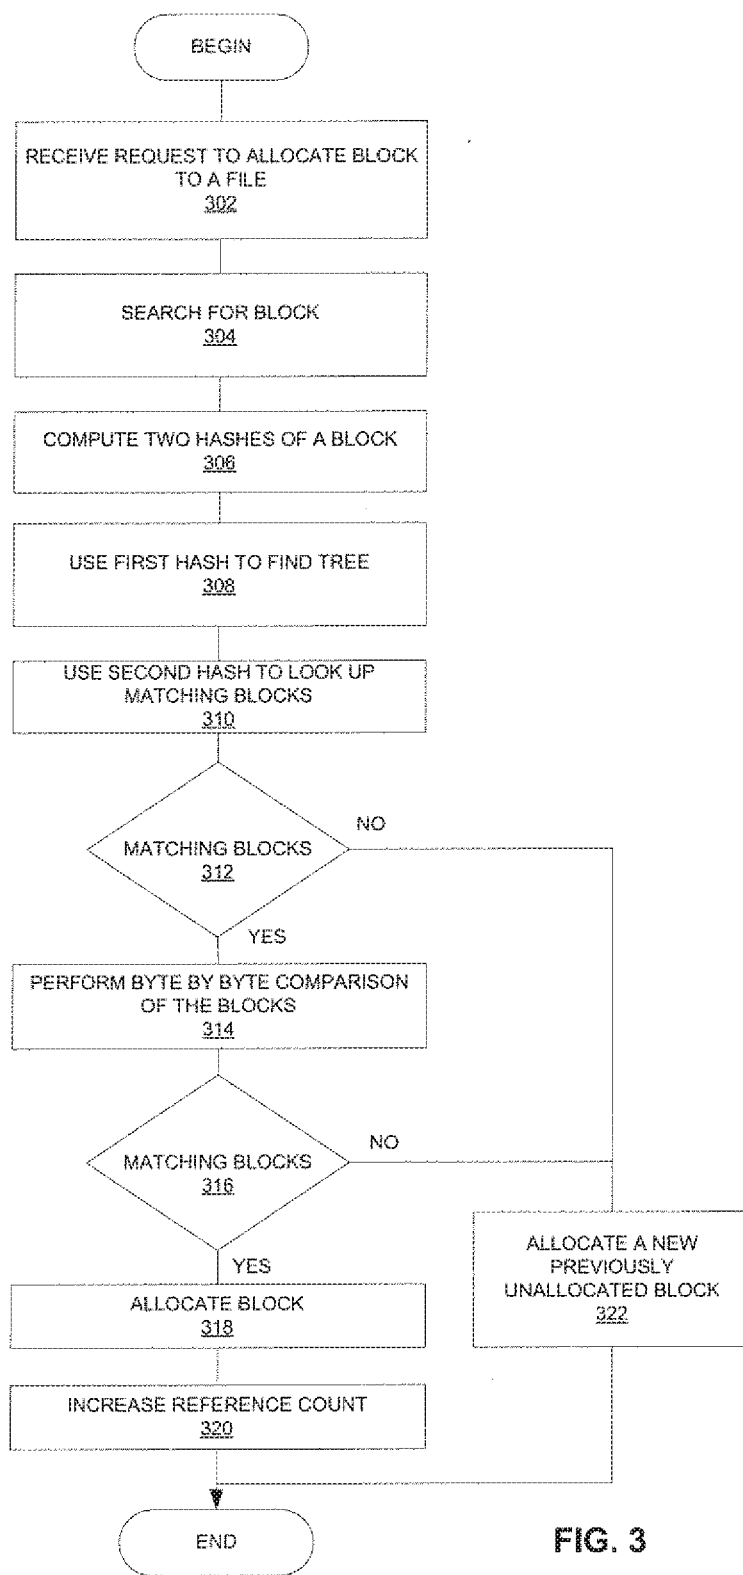 BEGIN
RECEIVE REQUEST TO ALLOCATE BLOCK
TO A FILE
302
SEARCH FOR BLOCK
304
COMPUTE TWO HASHES OF A BLOCK
306
USE FIRST HASH TO FIND TREE
308
USE SECOND HASH TO LOOK UP
MATCHING BLOCKS
310
NO
MATCHING BLOCKS
312
YES
PERFORM BYTE BY BYTE COMPARISON
OF THE BLOCKS
314
NO
MATCHING BLOCKS
316
YES
ALLOCATE A NEW
PREVIOUSLY
UNALLOCATED BLOCK
322
ALLOCATE BLOCK
318
INCREASE REFERENCE COUNT
320
END
FIG. 3